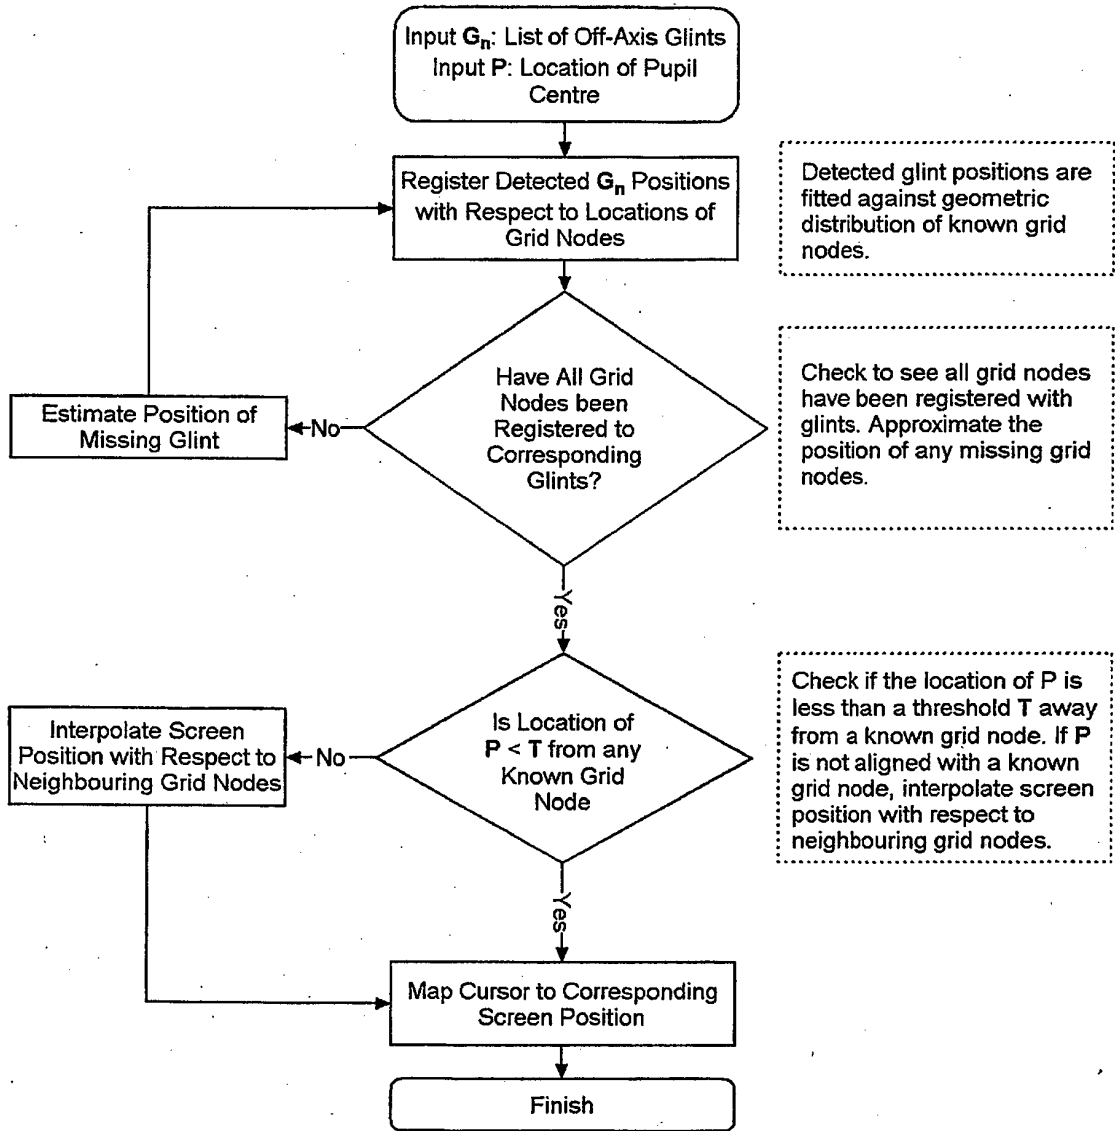 Input Gn: List of Off-Axis Glints
Input P: Location of Pupil
Centre
Register Detected Gn Positions
with Respect to Locations of
Grid Nodes
Detected glint positions are
fitted against geometric
distribution of known grid
nodes.
Have All Grid
Nodes been
Registered to
Corresponding
Glints?
No
Estimate Position of
Missing Glint
Check to see all grid nodes
have been registered with
glints. Approximate the
position of any missing grid
nodes.
Yes
Is Location of
P < T from any
Known Grid
Node
No
Interpolate Screen
Position with Respect to
Neighbouring Grid Nodes
Check if the location of P is
less than a threshold T away
from a known grid node. If P
is not aligned with a known
grid node, interpolate screen
position with respect to
neighbouring grid nodes.
Yes
Map Cursor to Corresponding
Screen Position
Finish